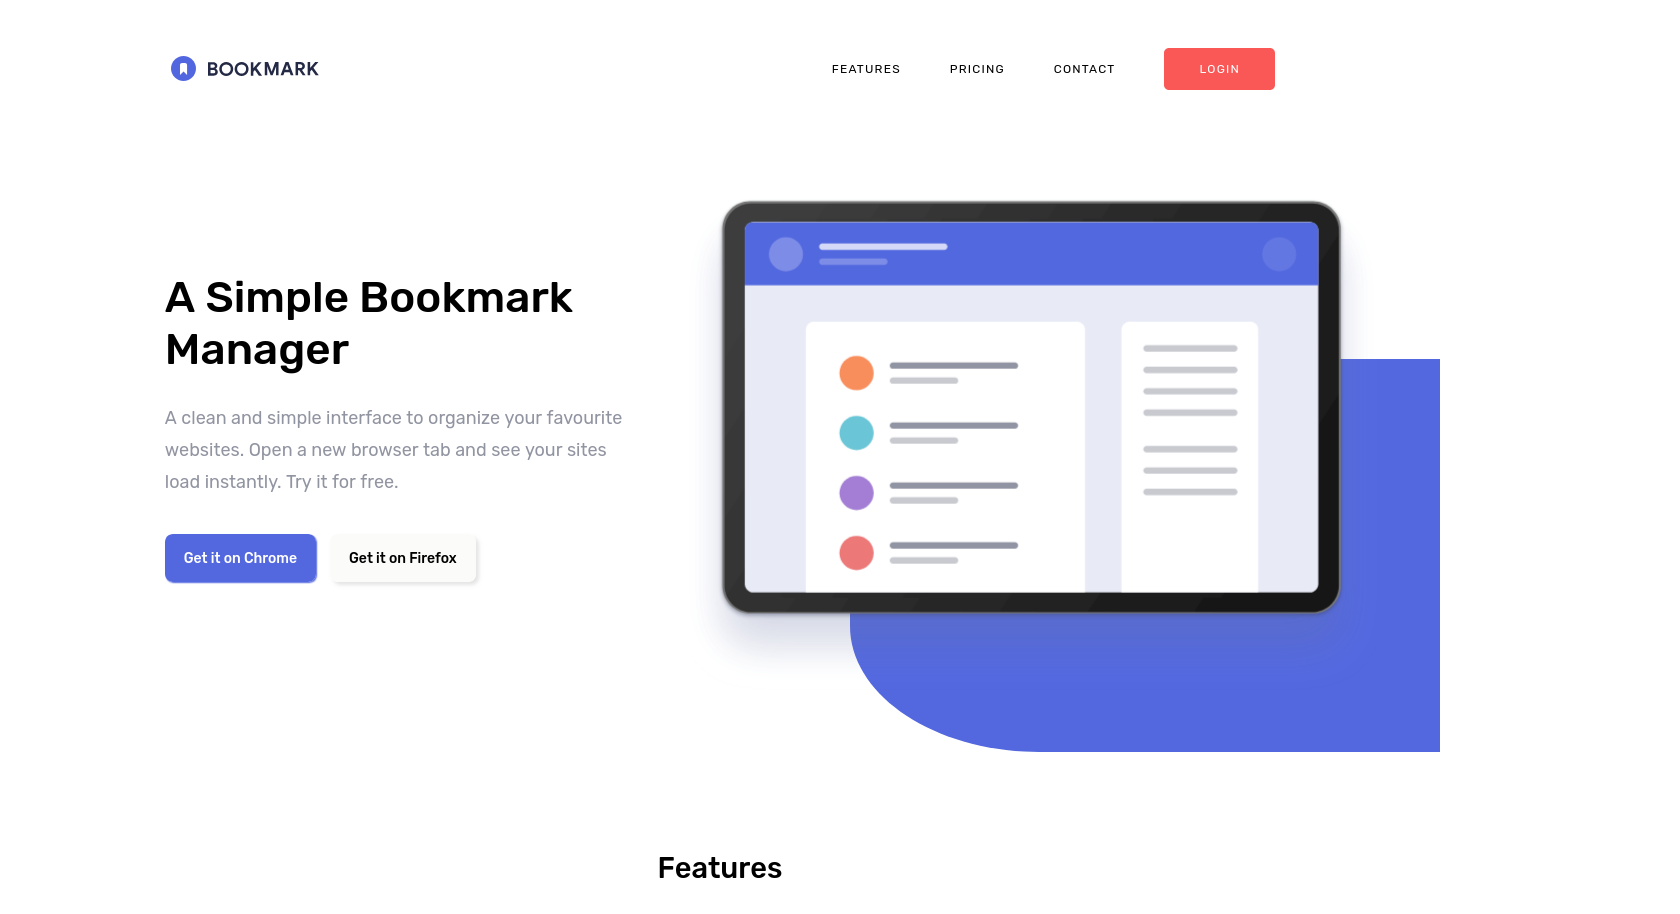 BOOKMARK
FEATURES
PRICING
CONTACT
LOGIN
A Simple Bookmark
Manager
A clean and simple interface to organize your favourite
websites. Open a new browser tab and see your sites
load instantly. Try it for free.
Get it on Chrome
Get it on Firefox
Features